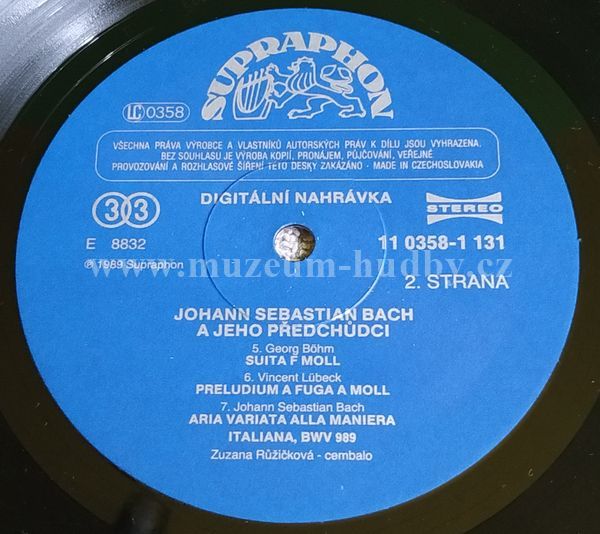 SUPRAPHON
LC 0358
VŠECHNA PRÁVA VÝROBCE A VLASTNÍKŮ AUTORSKÝCH PRÁV K DÍLU JSOU VYHRAZENA.
BEZ SOUHLASU JE VÝROBA KOPIÍ, PRONÁJEM, PŮJČOVÁNÍ, VEŘEJNÉ
PROVOZOVÁNÍ A ROZHLASOVÉ ŠÍŘENÍ TÉTO DESKY ZAKÁZÁNO - MADE IN CZECHOSLOVAKIA
DIGITÁLNÍ NAHRÁVKA
33
STEREO
E 8832
11 0358-1 131
℗ 1989 Supraphon
www.muzeum-hudby.cz
2. STRANA
JOHANN SEBASTIAN BACH
A JEHO PŘEDCHŮDCI
5. Georg Böhm
SUITA F MOLL
6. Vincent Lübeck
PRELUDIUM A FUGA A MOLL
7. Johann Sebastian Bach
ARIA VARIATA ALLA MANIERA
ITALIANA, BWV 989
Zuzana Růžičková - cembalo